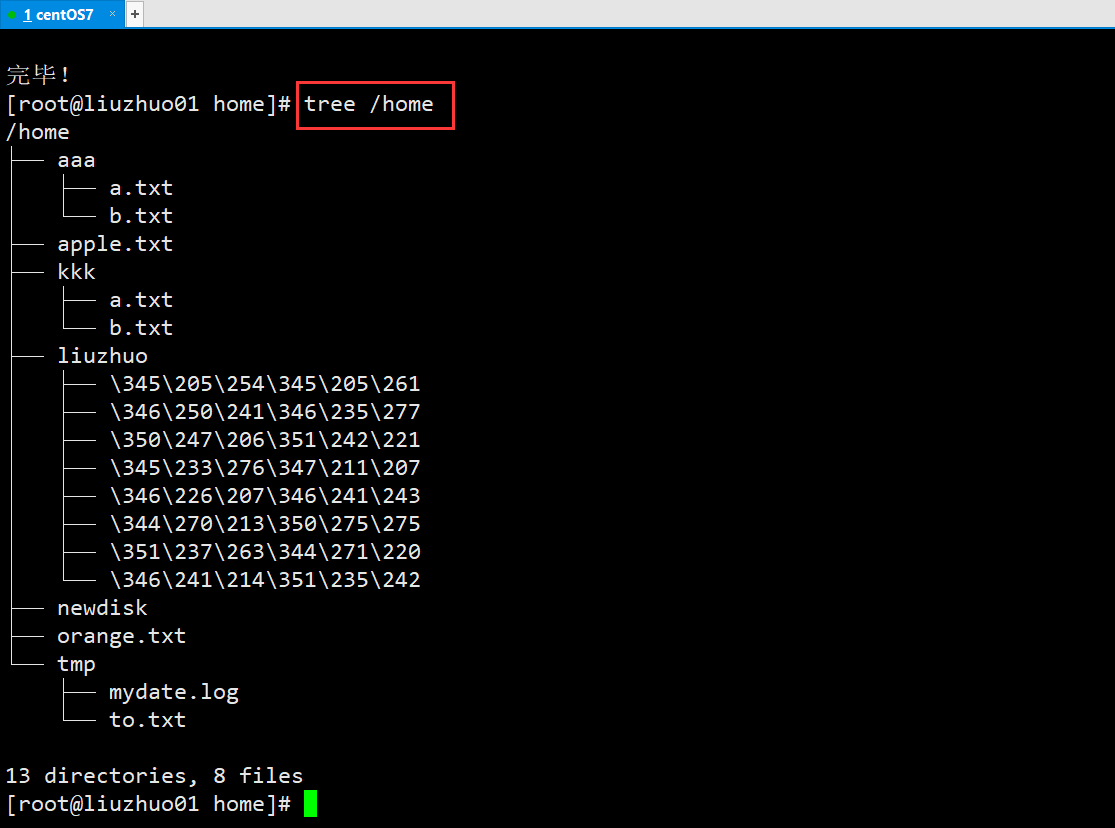 1 centOS7 × +
完毕!
[root@liuzhuo01 home]# tree /home
/home
├── aaa
│   ├── a.txt
│   └── b.txt
├── apple.txt
├── kkk
│   ├── a.txt
│   └── b.txt
├── liuzhuo
│   ├── \345\205\254\345\205\261
│   ├── \346\250\241\346\235\277
│   ├── \350\247\206\351\242\221
│   ├── \345\233\276\347\211\207
│   ├── \346\226\207\346\241\243
│   ├── \344\270\213\350\275\275
│   ├── \351\237\263\344\271\220
│   └── \346\241\214\351\235\242
├── newdisk
├── orange.txt
└── tmp
    ├── mydate.log
    └── to.txt
13 directories, 8 files
[root@liuzhuo01 home]#